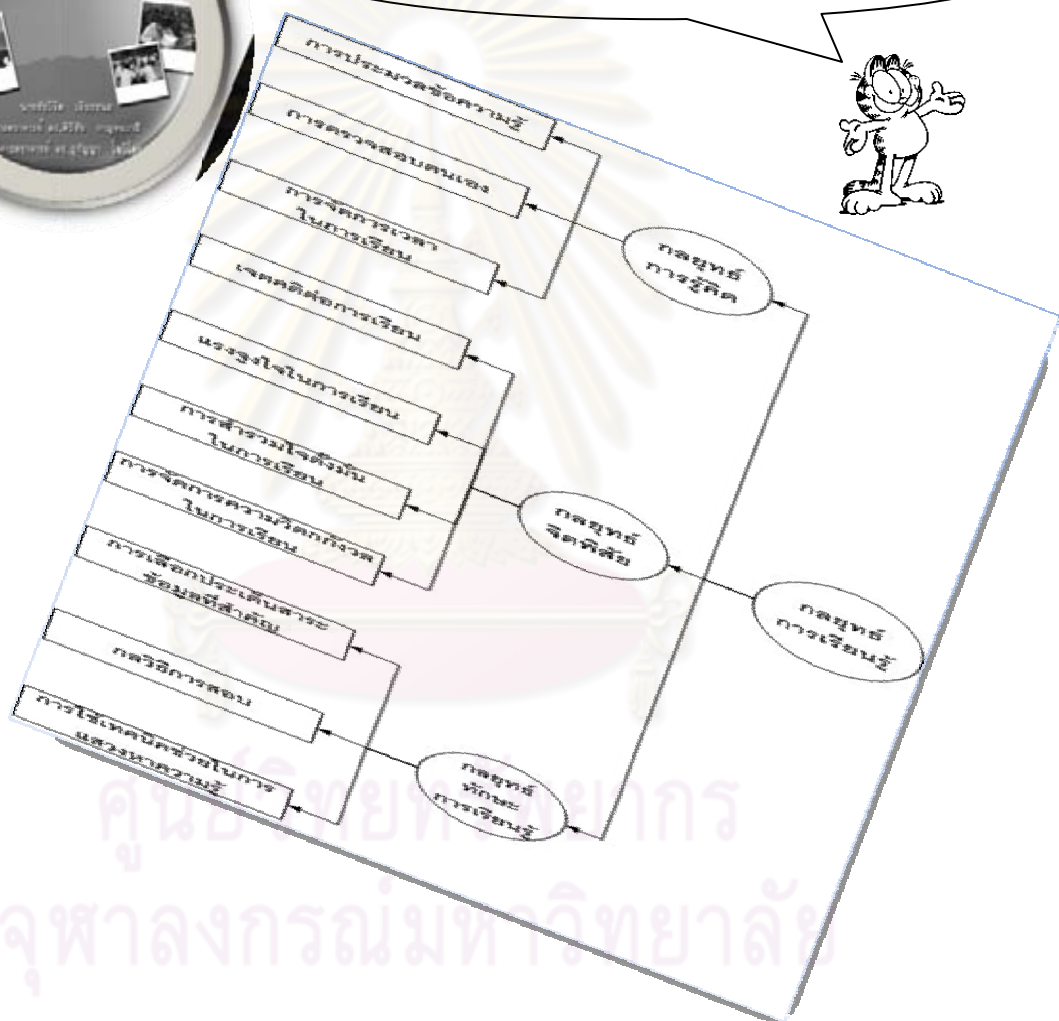 การประมวลข้อความรู้
การตรวจสอบตนเอง
การจัดการเวลา
ในการเรียน
เจตคติต่อการเรียน
แรงจูงใจในการเรียน
การสำรวมใจตั้งมั่น
ในการเรียน
การจัดการความวิตกกังวล
ในการเรียน
การเลือกประเด็นสาระ
ข้อมูลที่สำคัญ
กลวิธีการสอบ
การใช้เทคนิคช่วยในการ
แสวงหาความรู้
กลยุทธ์
การรู้คิด
กลยุทธ์
จิตพิสัย
กลยุทธ์
ทักษะ
การเรียนรู้
กลยุทธ์
การเรียนรู้
ศูนย์วิทยทรัพยากร
จุฬาลงกรณ์มหาวิทยาลัย